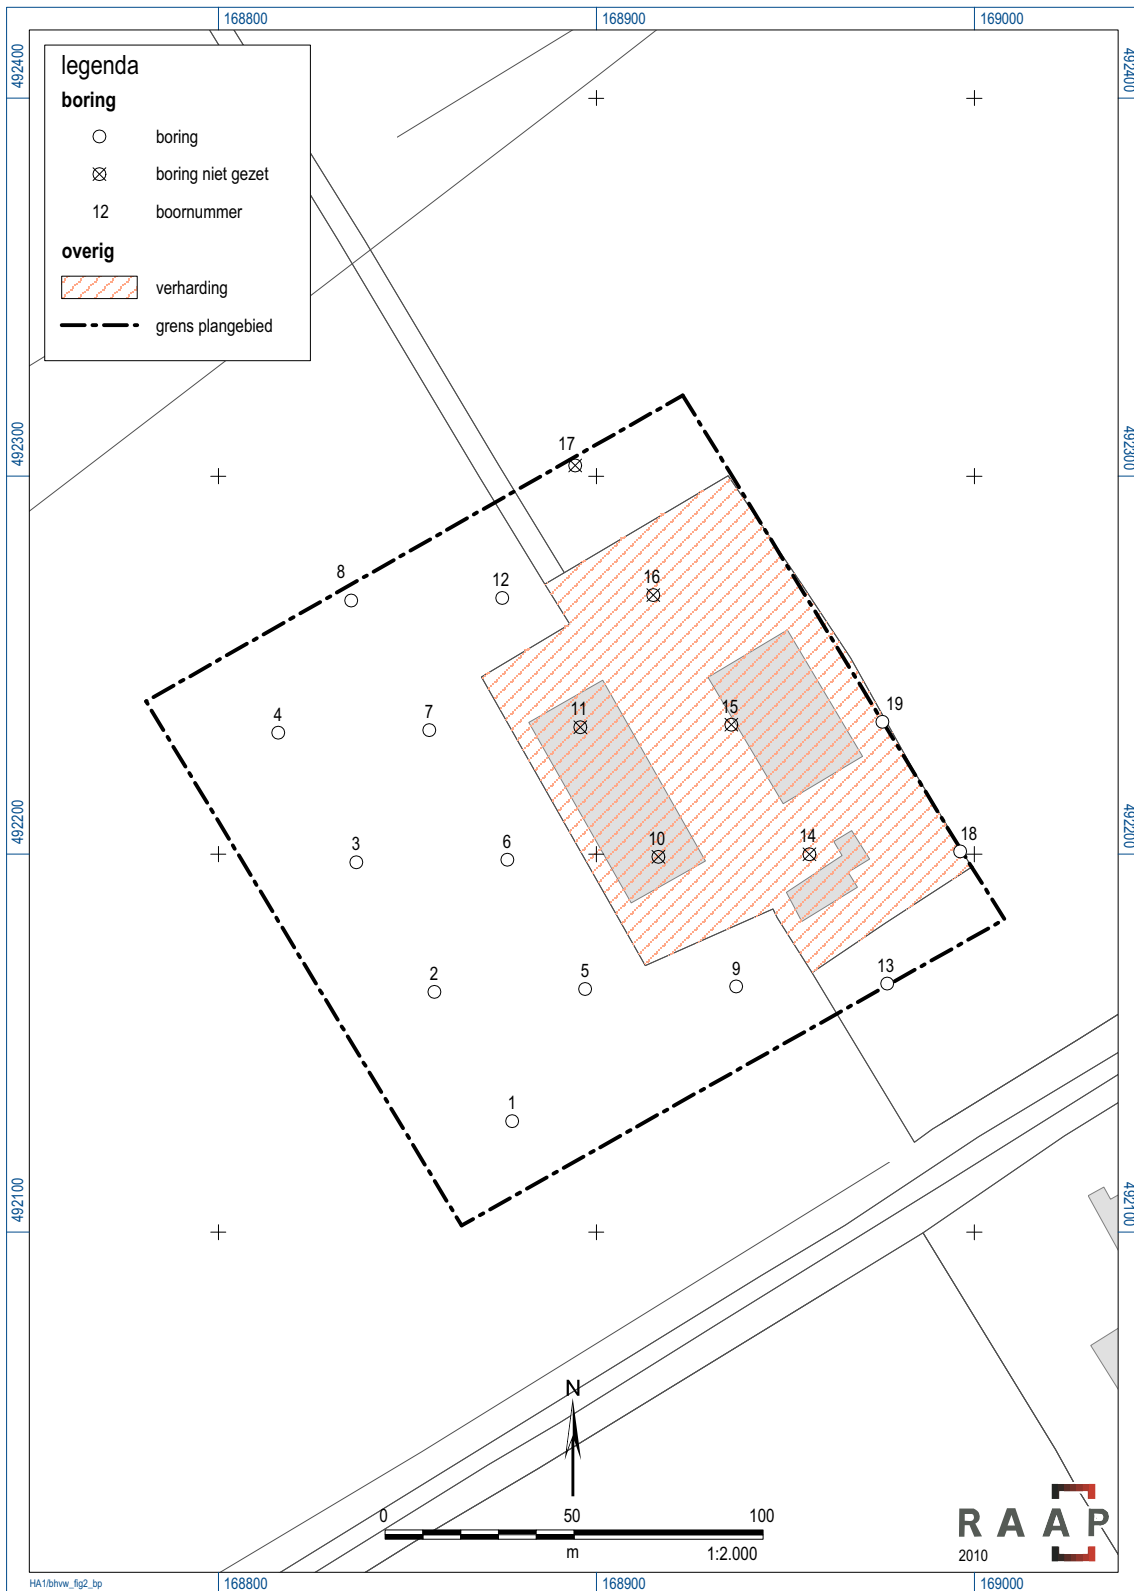 168800 168900 169000
492400 492400
legenda
boring
boring
boring niet gezet
12 boornummer
overig
verharding
grens plangebied
17
492300 492300
8 12 16
4 7 11 15 19
3 6 10 14 18
492200 492200
2 5 9 13
1
492100 492100
N
0 50 100
m 1:2.000
RAAP
2010
HA1/bhvw_fig2_bp
168800 168900 169000